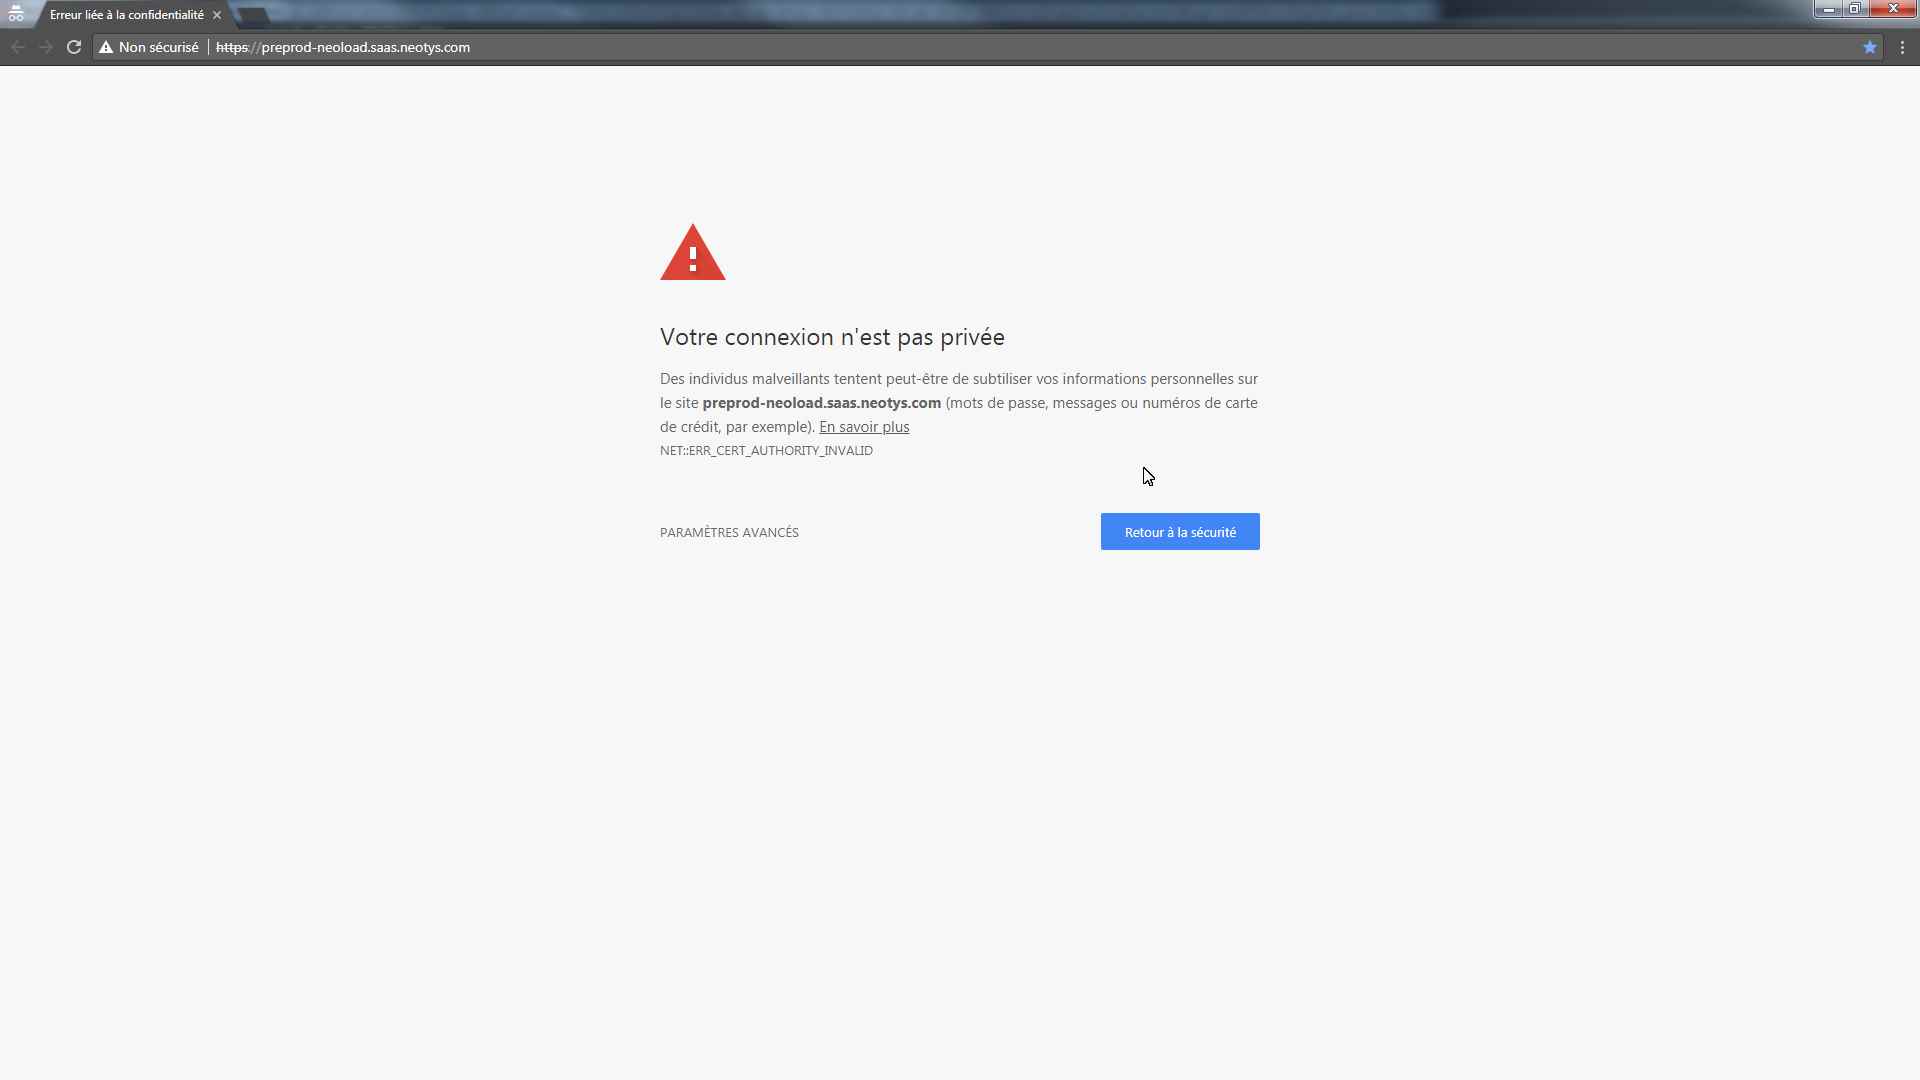 Erreur liée à la confidentialité
Non sécurisé
https://preprod-neoload.saas.neotys.com
Votre connexion n'est pas privée
Des individus malveillants tentent peut-être de subtiliser vos informations personnelles sur
le site preprod-neoload.saas.neotys.com (mots de passe, messages ou numéros de carte
de crédit, par exemple). En savoir plus
NET::ERR_CERT_AUTHORITY_INVALID
PARAMÈTRES AVANCÉS
Retour à la sécurité